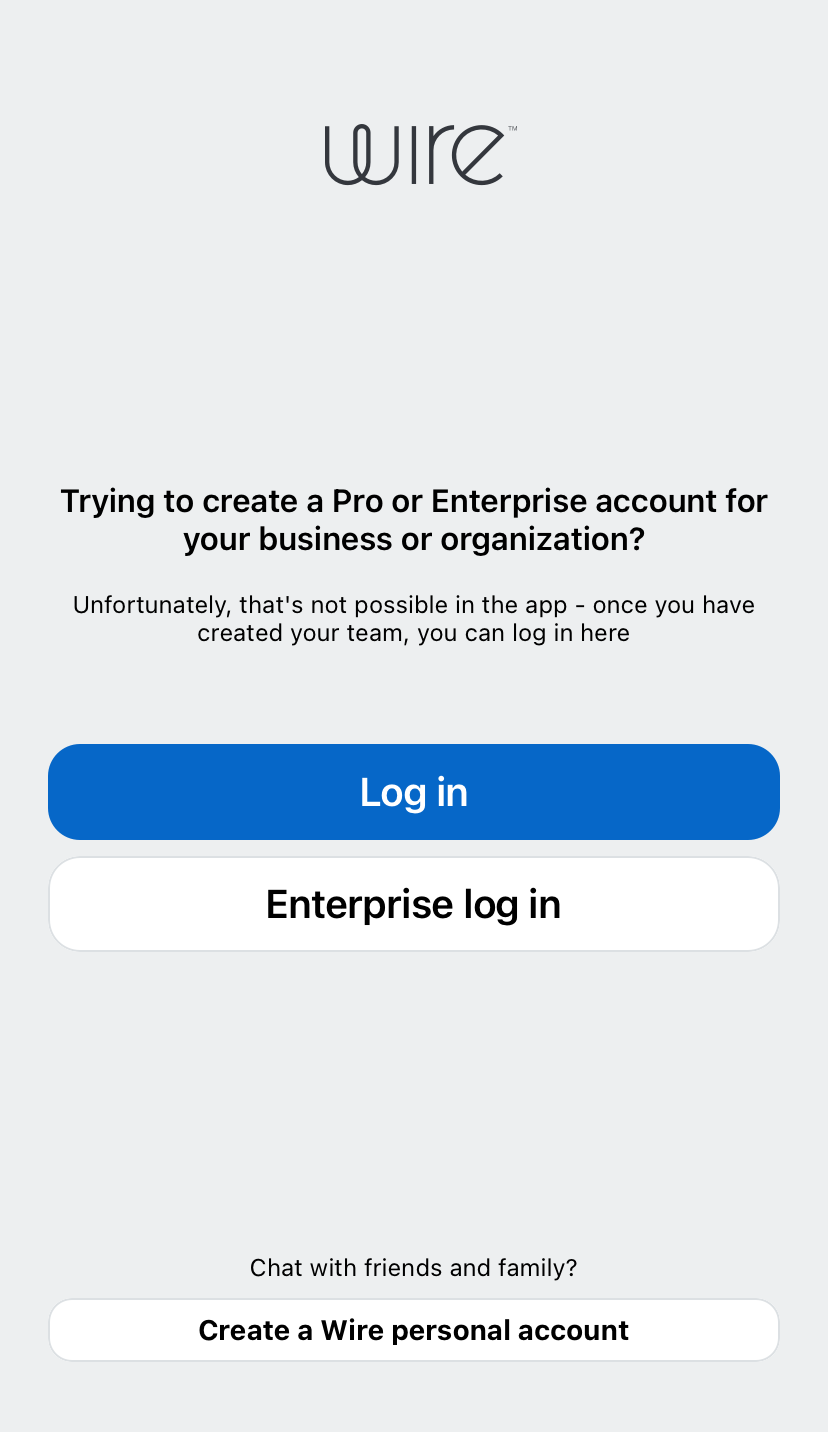 wire™
Trying to create a Pro or Enterprise account for
your business or organization?
Unfortunately, that's not possible in the app - once you have
created your team, you can log in here
Log in
Enterprise log in
Chat with friends and family?
Create a Wire personal account